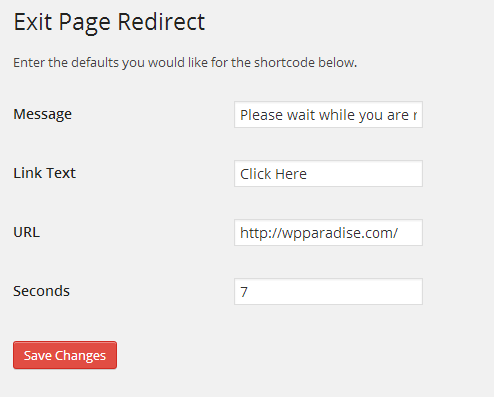 Exit Page Redirect
Enter the defaults you would like for the shortcode below.
Message
Please wait while you are
Link Text
Click Here
URL
http://wpparadise.com/
Seconds
7
Save Changes